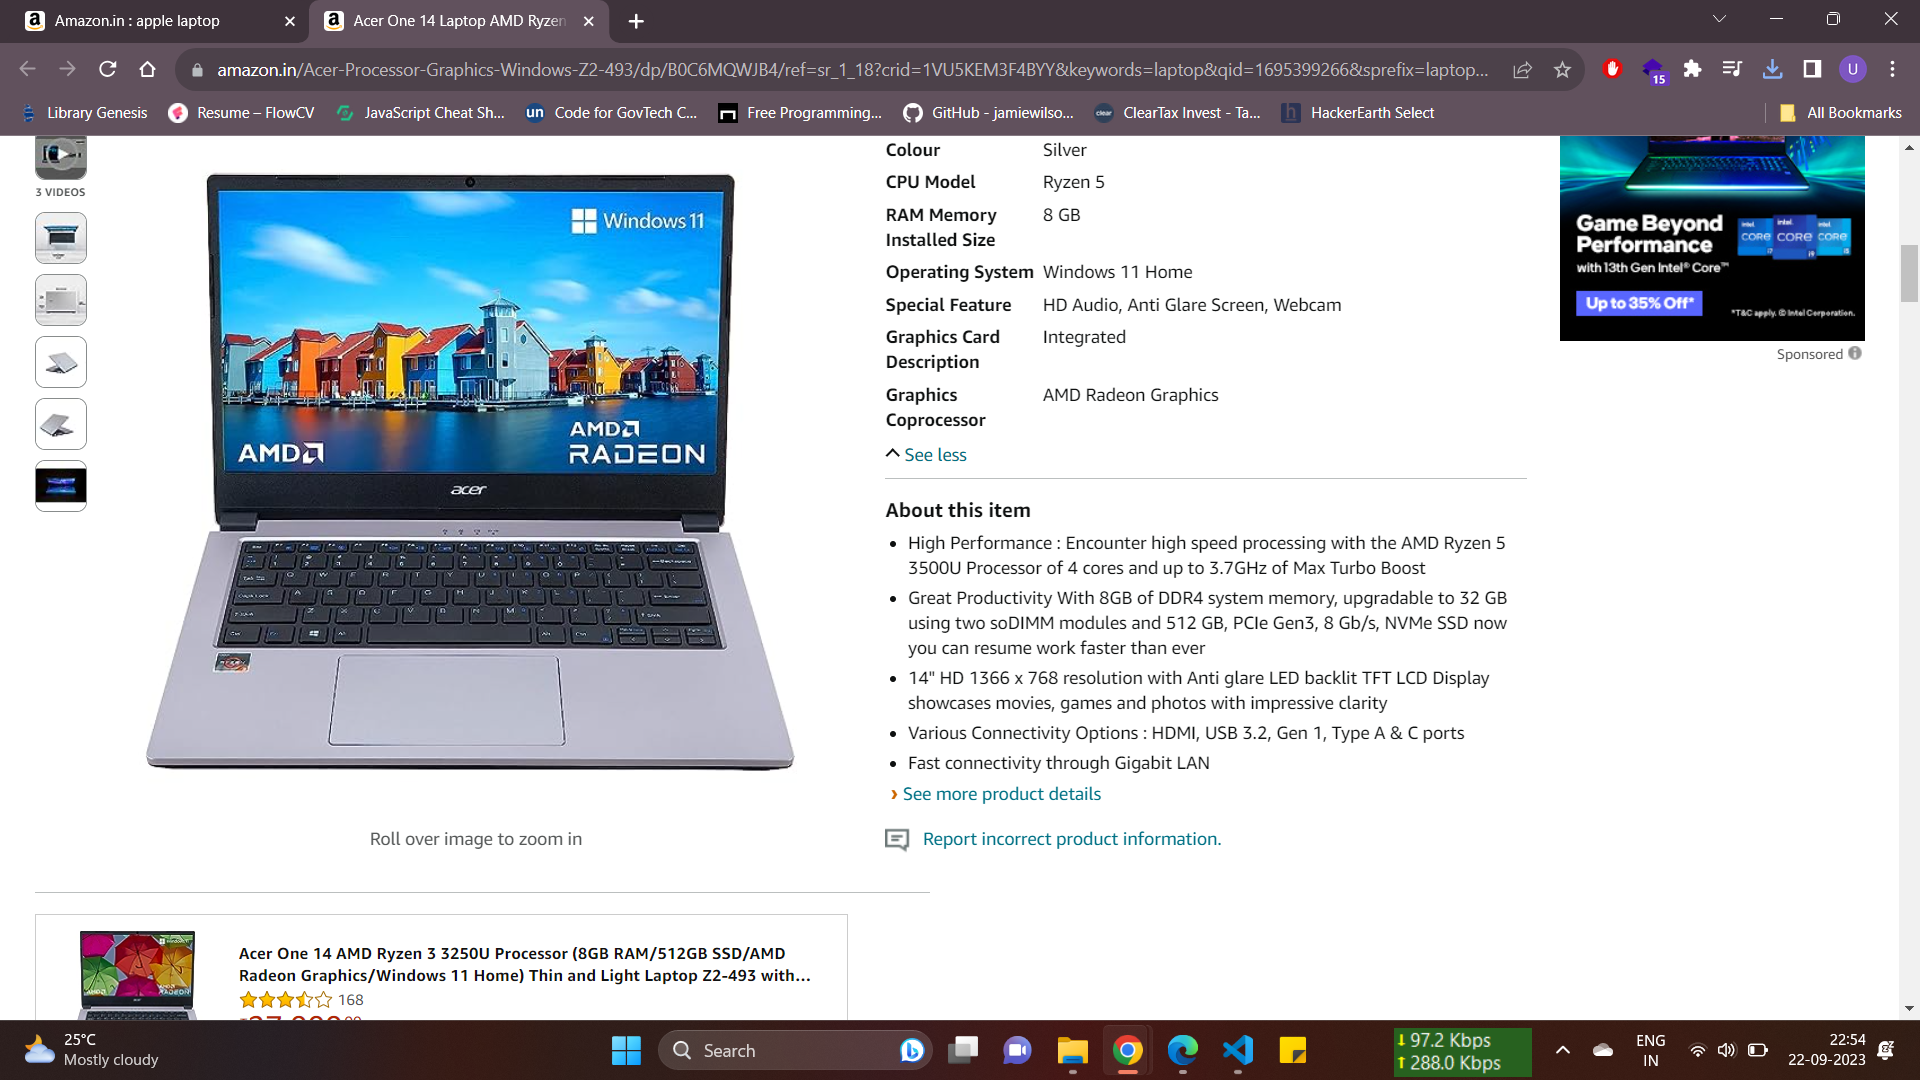 Amazon.in : apple laptop
Acer One 14 Laptop AMD Ryzen
amazon.in/Acer-Processor-Graphics-Windows-Z2-493/dp/B0C6MQWJB4/ref=sr_1_18?crid=1VU5KEM3F4BYY&keywords=laptop&qid=1695399266&sprefix=laptop...
15
U
Library Genesis
Resume – FlowCV
JavaScript Cheat Sh...
un
Code for GovTech C...
Free Programming...
GitHub - jamiewilso...
clear
ClearTax Invest - Ta...
h
HackerEarth Select
All Bookmarks
3 VIDEOS
Windows 11
AMD
AMD
RADEON
acer
Colour
Silver
CPU Model
Ryzen 5
RAM Memory
Installed Size
8 GB
Operating System
Windows 11 Home
Special Feature
HD Audio, Anti Glare Screen, Webcam
Graphics Card
Description
Integrated
Graphics
Coprocessor
AMD Radeon Graphics
See less
About this item
High Performance : Encounter high speed processing with the AMD Ryzen 5
3500U Processor of 4 cores and up to 3.7GHz of Max Turbo Boost
Great Productivity With 8GB of DDR4 system memory, upgradable to 32 GB
using two soDIMM modules and 512 GB, PCIe Gen3, 8 Gb/s, NVMe SSD now
you can resume work faster than ever
14" HD 1366 x 768 resolution with Anti glare LED backlit TFT LCD Display
showcases movies, games and photos with impressive clarity
Various Connectivity Options : HDMI, USB 3.2, Gen 1, Type A & C ports
Fast connectivity through Gigabit LAN
› See more product details
Report incorrect product information.
Game Beyond
Performance
with 13th Gen Intel® Core™
intel
CORE
i7
intel
CORE
i9
intel
CORE
Up to 35% Off*
*T&C apply. © Intel Corporation.
Sponsored
Roll over image to zoom in
Acer One 14 AMD Ryzen 3 3250U Processor (8GB RAM/512GB SSD/AMD
Radeon Graphics/Windows 11 Home) Thin and Light Laptop Z2-493 with...
168
25°C
Mostly cloudy
Search
97.2 Kbps
288.0 Kbps
ENG
IN
22:54
22-09-2023